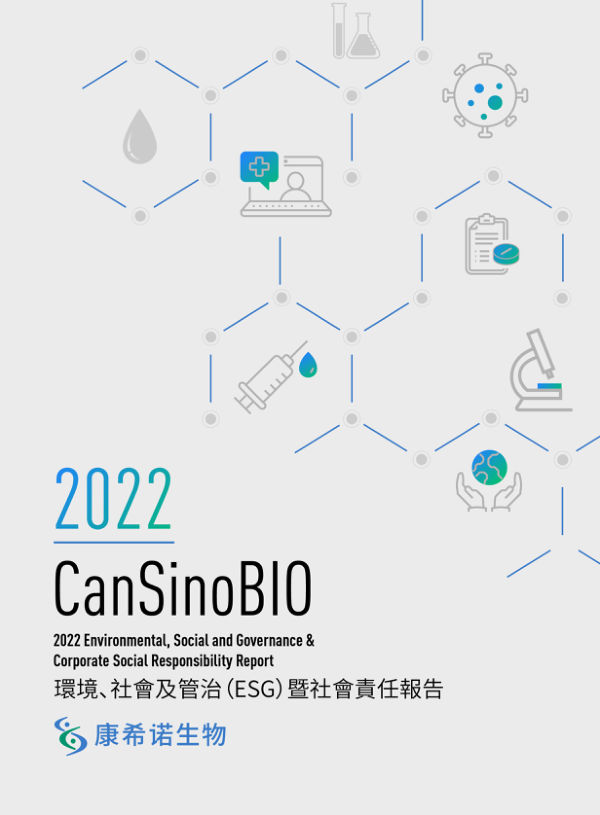 2022
CanSinoBIO
2022 Environmental, Social and Governance &
Corporate Social Responsibility Report
環境、社會及管治（ESG）暨社會責任報告
康希诺生物